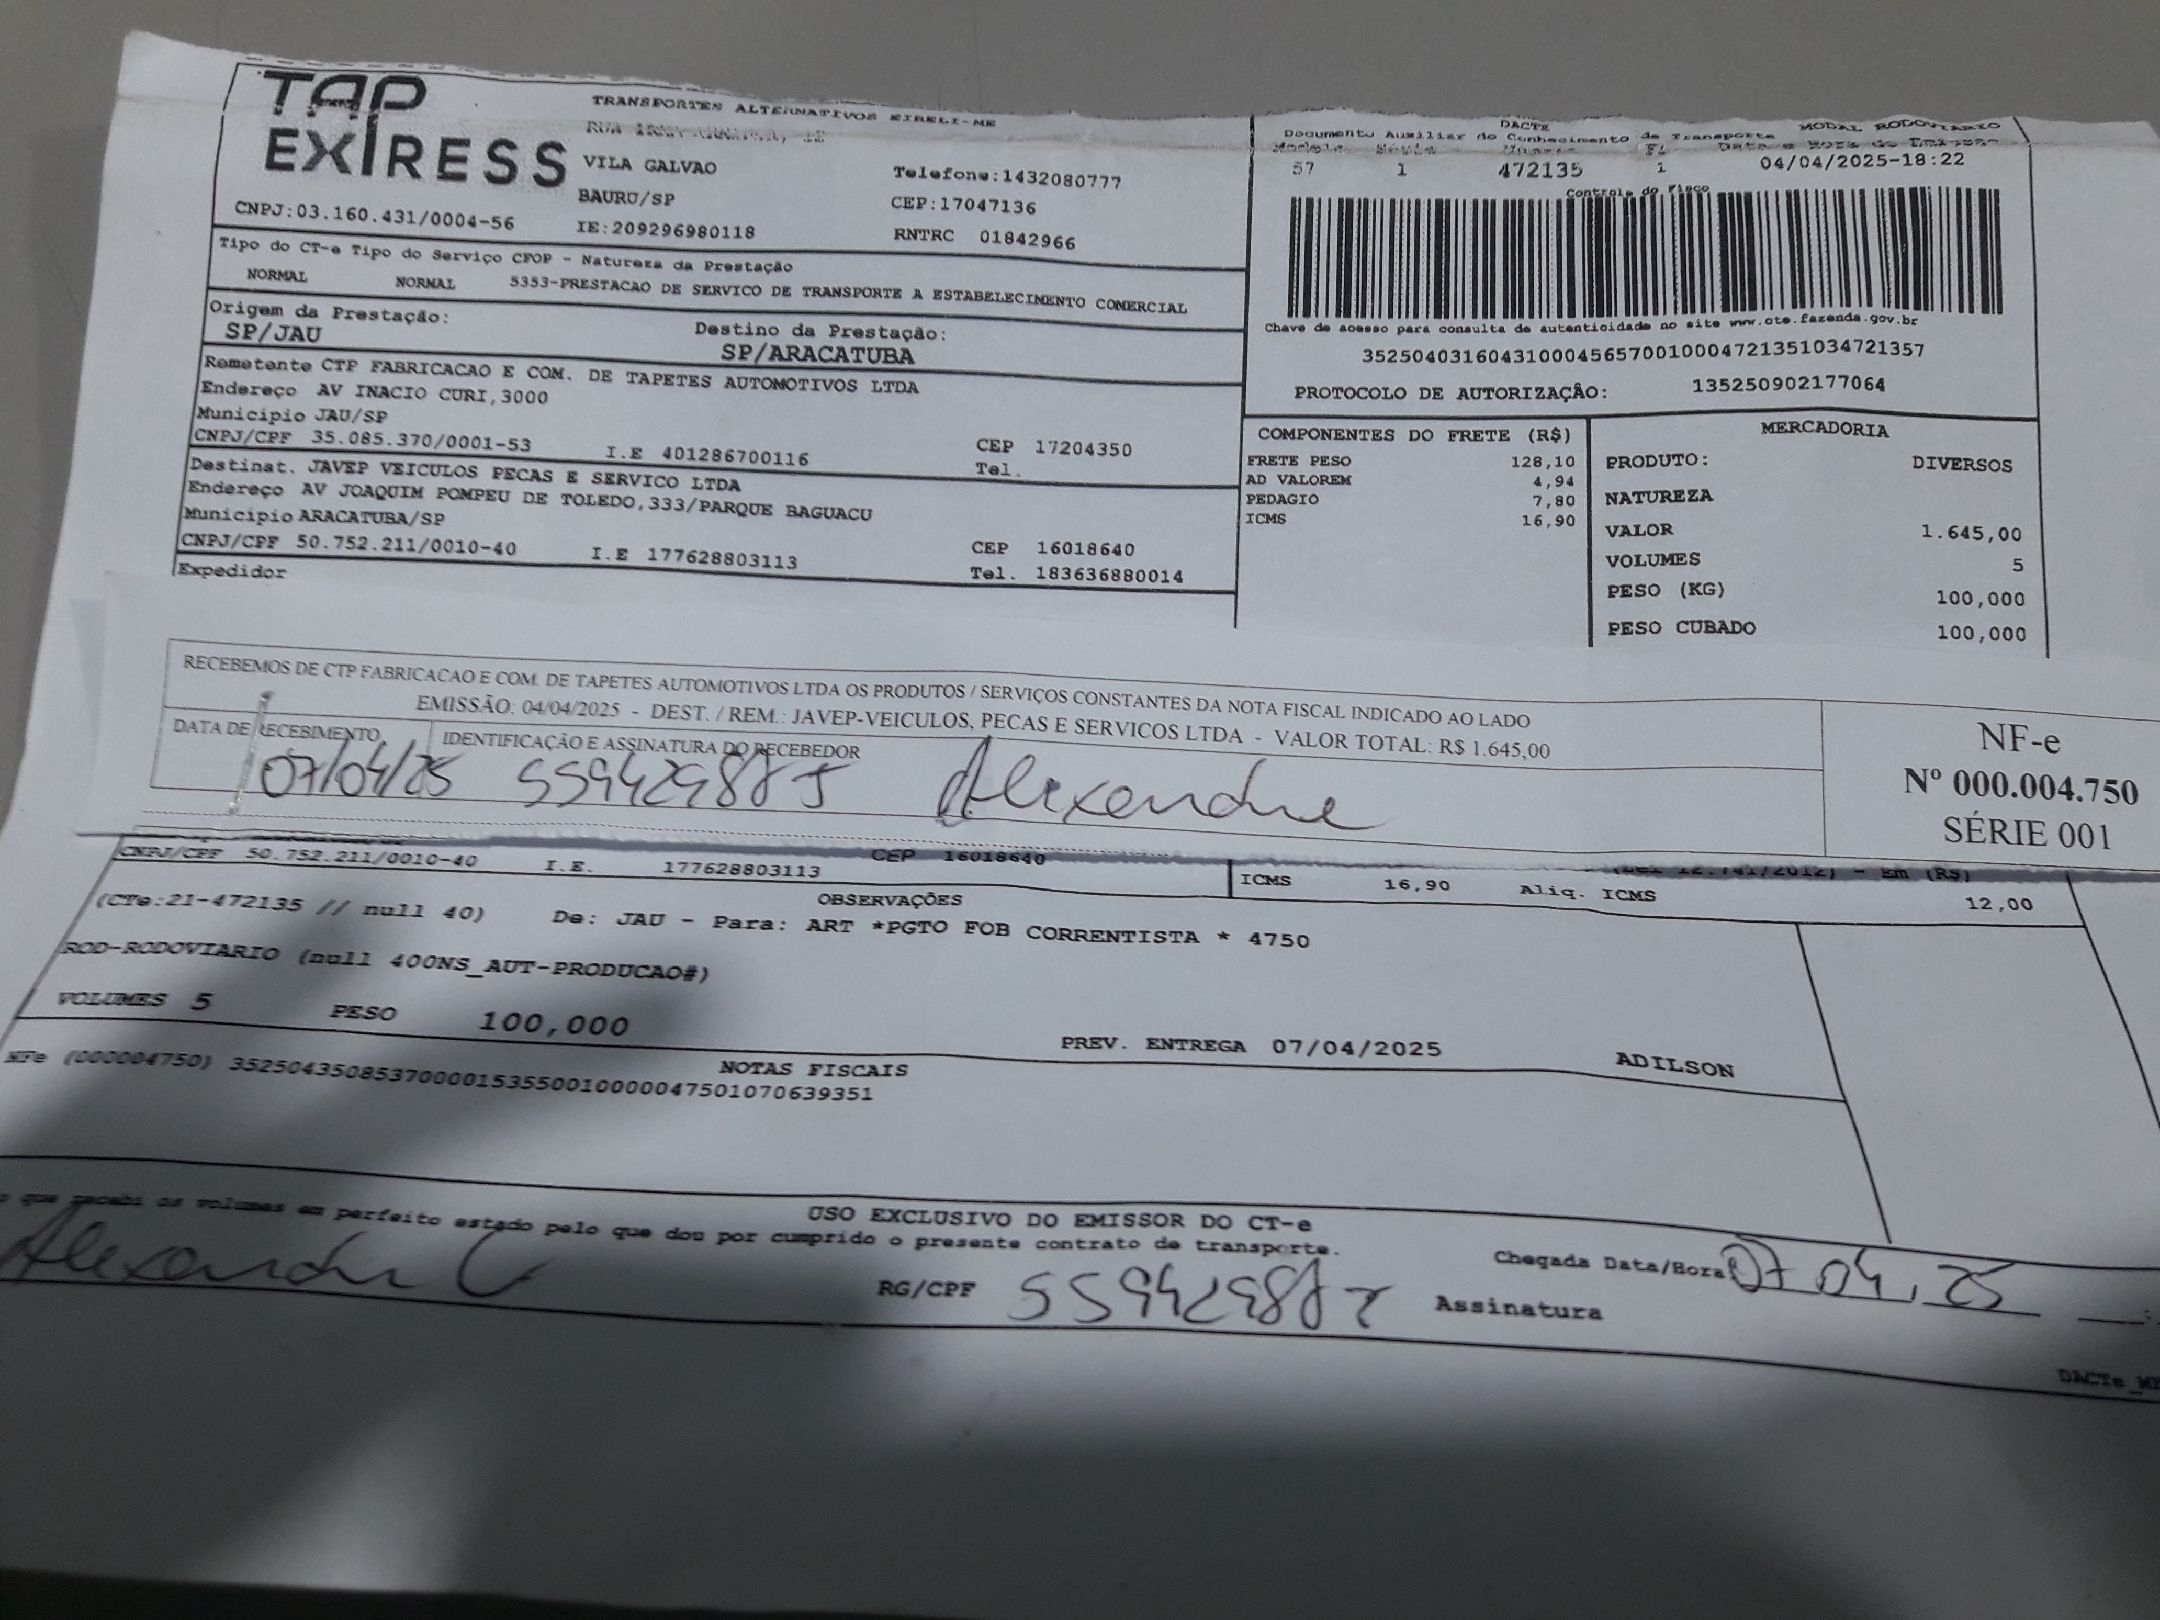 TAP
EXPRESS
TRANSPORTES ALTERNATIVOS EIRELI-ME
VILA GALVAO
BAURU/SP
Telefone:1432080777
CEP:17047136
CNPJ:03.160.431/0004-56
IE:209296980118
RNTRC 01842966
Tipo do CT-e Tipo do Serviço CFOP - Natureza da Prestação
NORMAL NORMAL 5353-PRESTACAO DE SERVICO DE TRANSPORTE A ESTABELECIMENTO COMERCIAL
Origem da Prestação: Destino da Prestação:
SP/JAU SP/ARACATUBA
Remetente CTP FABRICACAO E COM. DE TAPETES AUTOMOTIVOS LTDA
Endereço AV INACIO CURI,3000
Município JAU/SP CEP 17204350
CNPJ/CPF 35.085.370/0001-53 I.E 401286700116 Tel.
Destinat. JAVEP VEICULOS PECAS E SERVICO LTDA
Endereço AV JOAQUIM POMPEU DE TOLEDO,333/PARQUE BAGUACU
Município ARACATUBA/SP CEP 16018640
CNPJ/CPF 50.752.211/0010-40 I.E 177628803113 Tel. 183636880014
Expedidor
DACTE MODAL RODOVIARIO
Documento Auxiliar do Conhecimento de Transporte
Modelo Série Fl Data e Hora de Emissão
57 1 472135 1 04/04/2025-18:22
Controle do Fisco
Chave de acesso para consulta de autenticidade no site www.cte.fazenda.gov.br
35250403160431000456570010004721351034721357
PROTOCOLO DE AUTORIZAÇÃO: 135250902177064
COMPONENTES DO FRETE (R$)
FRETE PESO 128,10
AD VALOREM 4,94
PEDAGIO 7,80
ICMS 16,90
MERCADORIA
PRODUTO: DIVERSOS
NATUREZA
VALOR 1.645,00
VOLUMES 5
PESO (KG) 100,000
PESO CUBADO 100,000
RECEBEMOS DE CTP FABRICACAO E COM. DE TAPETES AUTOMOTIVOS LTDA OS PRODUTOS / SERVIÇOS CONSTANTES DA NOTA FISCAL INDICADO AO LADO
EMISSÃO: 04/04/2025 - DEST. / REM.: JAVEP-VEICULOS, PECAS E SERVICOS LTDA - VALOR TOTAL: R$ 1.645,00
DATA DE RECEBIMENTO IDENTIFICAÇÃO E ASSINATURA DO RECEBEDOR
07/04/25 Alexandre
NF-e
Nº 000.004.750
SÉRIE 001
CNPJ/CPF 50.752.211/0010-40 I.E. 177628803113 CEP 16018640
(Lei 12.741/2012) - Em (R$)
ICMS 16,90 Aliq. ICMS 12,00
OBSERVAÇÕES
(CTe:21-472135 // null 40) De: JAU - Para: ART *PGTO FOB CORRENTISTA * 4750
ROD-RODOVIARIO (null 400NS_AUT-PRODUCAO#)
VOLUMES 5 PESO 100,000 PREV. ENTREGA 07/04/2025 ADILSON
NOTAS FISCAIS
NFe (000004750) 35250435085370000153550010000047501070639351
USO EXCLUSIVO DO EMISSOR DO CT-e
que recebi os volumes em perfeito estado pelo que dou por cumprido o presente contrato de transporte.
Chegada Data/Hora 07 04, 25
RG/CPF Assinatura
DACTe